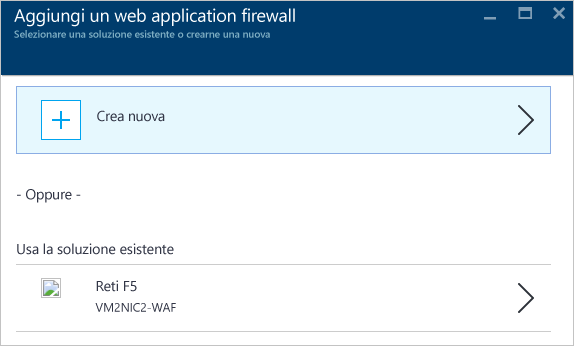 Aggiungi un web application firewall
Selezionare una soluzione esistente o crearne una nuova
Crea nuova
- Oppure -
Usa la soluzione esistente
Reti F5
VM2NIC2-WAF